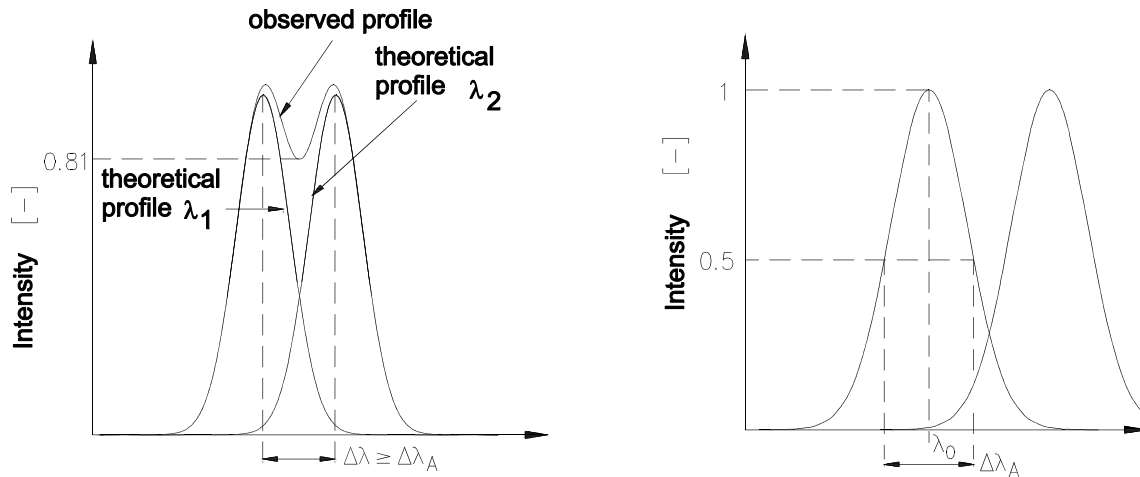 observed profile
theoretical
profile λ2
0.81
theoretical
profile λ1
Intensity [-]
Δλ ≥ ΔλA
1
0.5
Intensity [-]
λ0
ΔλA